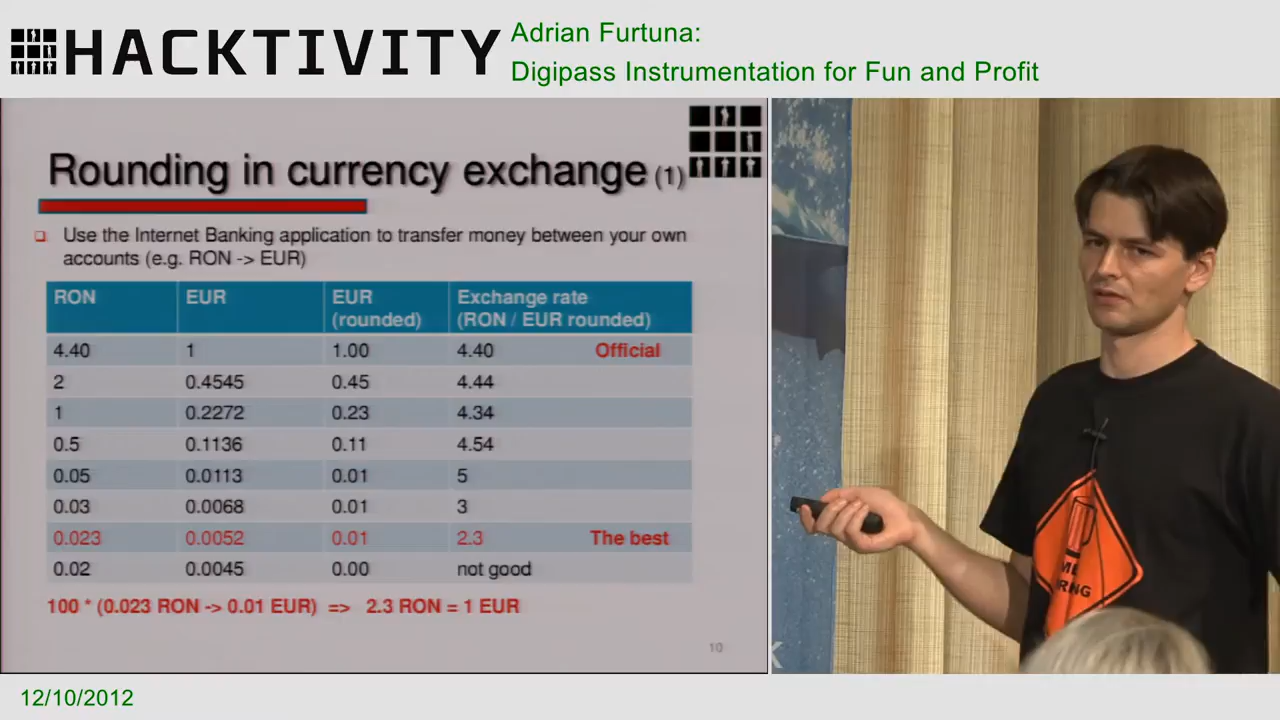 HACKTIVITY
Adrian Furtuna:
Digipass Instrumentation for Fun and Profit
Rounding in currency exchange (1)
Use the Internet Banking application to transfer money between your own
accounts (e.g. RON -> EUR)
RON EUR EUR (rounded) Exchange rate (RON / EUR rounded)
4.40 1 1.00 4.40 Official
2 0.4545 0.45 4.44
1 0.2272 0.23 4.34
0.5 0.1136 0.11 4.54
0.05 0.0113 0.01 5
0.03 0.0068 0.01 3
0.023 0.0052 0.01 2.3 The best
0.02 0.0045 0.00 not good
100 * (0.023 RON -> 0.01 EUR) => 2.3 RON = 1 EUR
10
12/10/2012